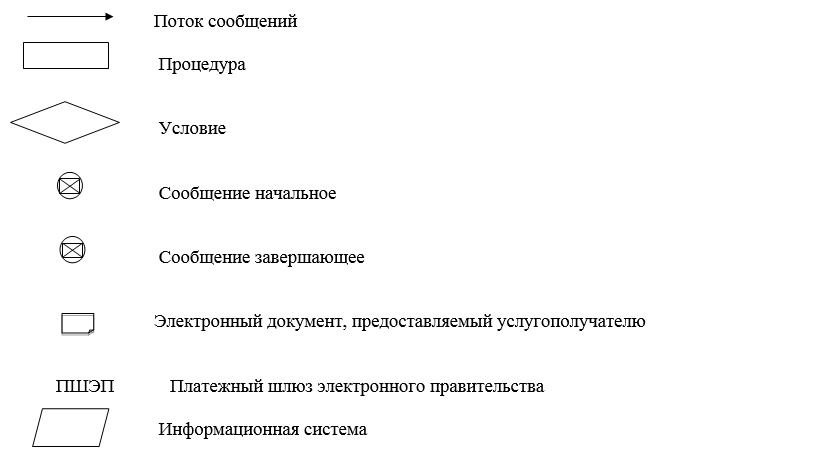 Поток сообщений
Процедура
Условие
Сообщение начальное
Сообщение завершающее
Электронный документ, предоставляемый услугополучателю
ПШЭП Платежный шлюз электронного правительства
Информационная система